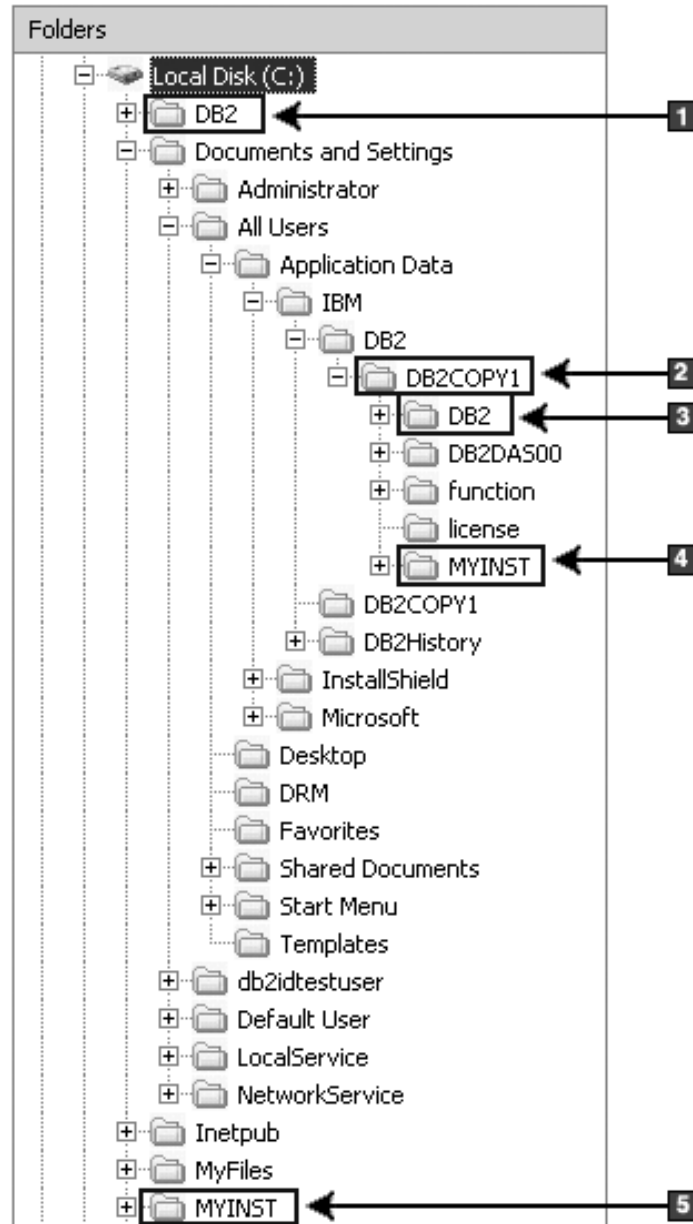 Folders
Local Disk (C:)
DB2 1
Documents and Settings
Administrator
All Users
Application Data
IBM
DB2
DB2COPY1 2
DB2 3
DB2DAS00
function
license
MYINST 4
DB2COPY1
DB2History
InstallShield
Microsoft
Desktop
DRM
Favorites
Shared Documents
Start Menu
Templates
db2idtestuser
Default User
LocalService
NetworkService
Inetpub
MyFiles
MYINST 5